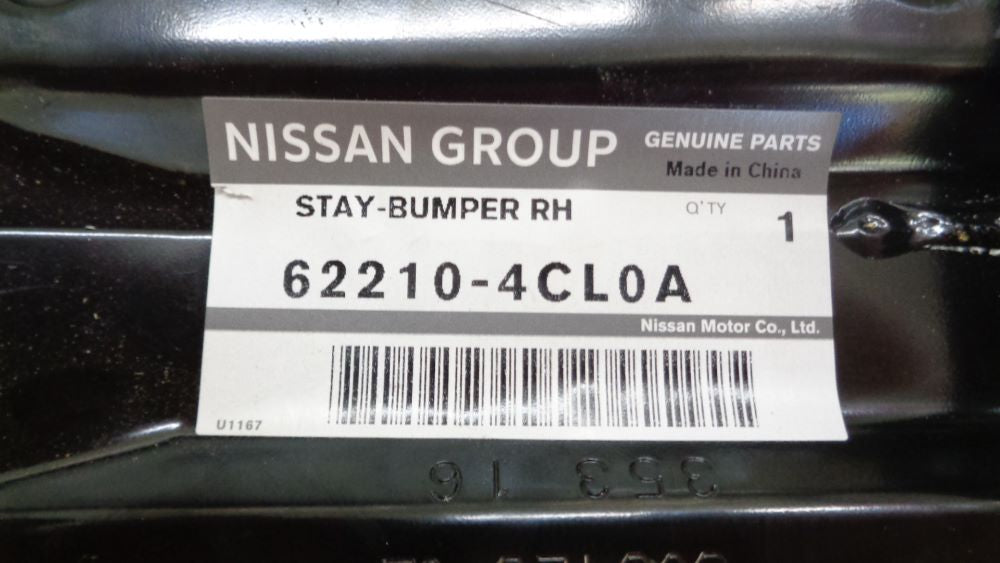 NISSAN GROUP
GENUINE PARTS
Made in China
STAY-BUMPER RH
Q'TY
1
62210-4CL0A
Nissan Motor Co., Ltd.
U1167